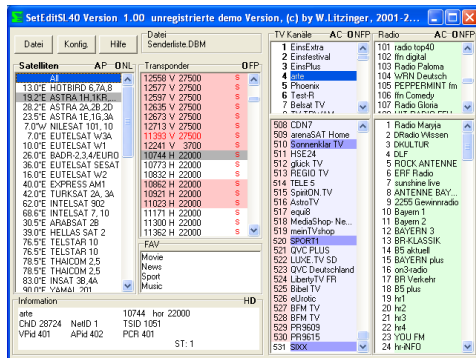 SetEditSL40 Version 1.00 unregistrierte demo Version, (c) by W.Litzinger, 2001-2...
Datei
Konfig.
Hilfe
Datei
Senderliste.DBM
Satelliten AP ONL
All
13.0°E HOTBIRD 6,7A,8
19.2°E ASTRA 1H,1KR,...
28.2°E ASTRA 2A,2B,2D
23.5°E ASTRA 1E,1G,3A
7.0°W NILESAT 101, 10
7.0°E EUTELSAT W3A
10.0°E EUTELSAT W1
26.0°E BADR-2,3,4/EURO
36.0°E EUTELSAT SESAT
16.0°E EUTELSAT W2
40.0°E EXPRESS AM1
42.0°E TURKSAT 2A, 3A
62.0°E INTELSAT 902
68.6°E INTELSAT 7, 10
30.5°E ARABSAT 2B
39.0°E HELLAS SAT 2
76.5°E TELSTAR 10
76.5°E TELSTAR 10
78.5°E THAICOM 2,5
78.5°E THAICOM 2,5
83.0°E INSAT 3B,4A
90.0°E YAMAL 201
Transponder OFP
12558 V 27500 S
12577 V 27500 S
12597 V 27500 S
12625 V 27500 S
12673 V 27500 S
12713 V 27500 S
11393 V 27500 S
12241 V 3700 S
10744 H 22000 S
10773 H 22000 S
10832 H 22000 S
10862 H 22000 S
10921 H 22000 S
11023 H 22000 S
11171 H 22000 S
11300 H 22000 S
11362 H 22000 S
FAV
Movie
News
Sport
Music
TV Kanäle AC ONFP
1 EinsExtra
2 Einsfestival
3 EinsPlus
4 arte
5 Phoenix
6 Test-R
7 Belsat TV
508 CDN7
509 arenaSAT Home
510 Sonnenklar TV
511 HSE24
512 glück TV
513 REGIO TV
514 TELE 5
515 SpiritON.TV
516 AstroTV
517 equi8
518 MediaShop- Ne...
519 meinTVshop
520 SPORT1
521 QVC PLUS
522 LUXE.TV SD
523 QVC Deutschland
524 LibertyTV FR
525 Bibel TV
526 eUrotic
527 BFM TV
528 BFM TV
529 PR9609
530 PR9615
531 SIXX
Radio AC ONFP
101 radio top40
102 ffn digital
103 Radio Paloma
104 WRN Deutsch
105 PEPPERMINT fm
106 ffn Comedy
107 Radio Gloria
1 Radio Maryja
2 DRadio Wissen
3 DKULTUR
4 DLF
5 ROCK ANTENNE
6 ERF Radio
7 sunshine live
8 ANTENNE BAY...
9 2255 Gewinnradio
10 Bayern 1
11 Bayern 2
12 BAYERN 3
13 BR-KLASSIK
14 B5 aktuell
15 BAYERN plus
16 on3-radio
17 BR Verkehr
18 B5 plus
19 hr1
20 hr2
21 hr3
22 hr4
23 YOU FM
24 hr-iNFO
Information HD
arte 10744 hor 22000
CNID 28724 NetID 1 TSID 1051
VPid 401 APid 402 PCR 401
ST: 1